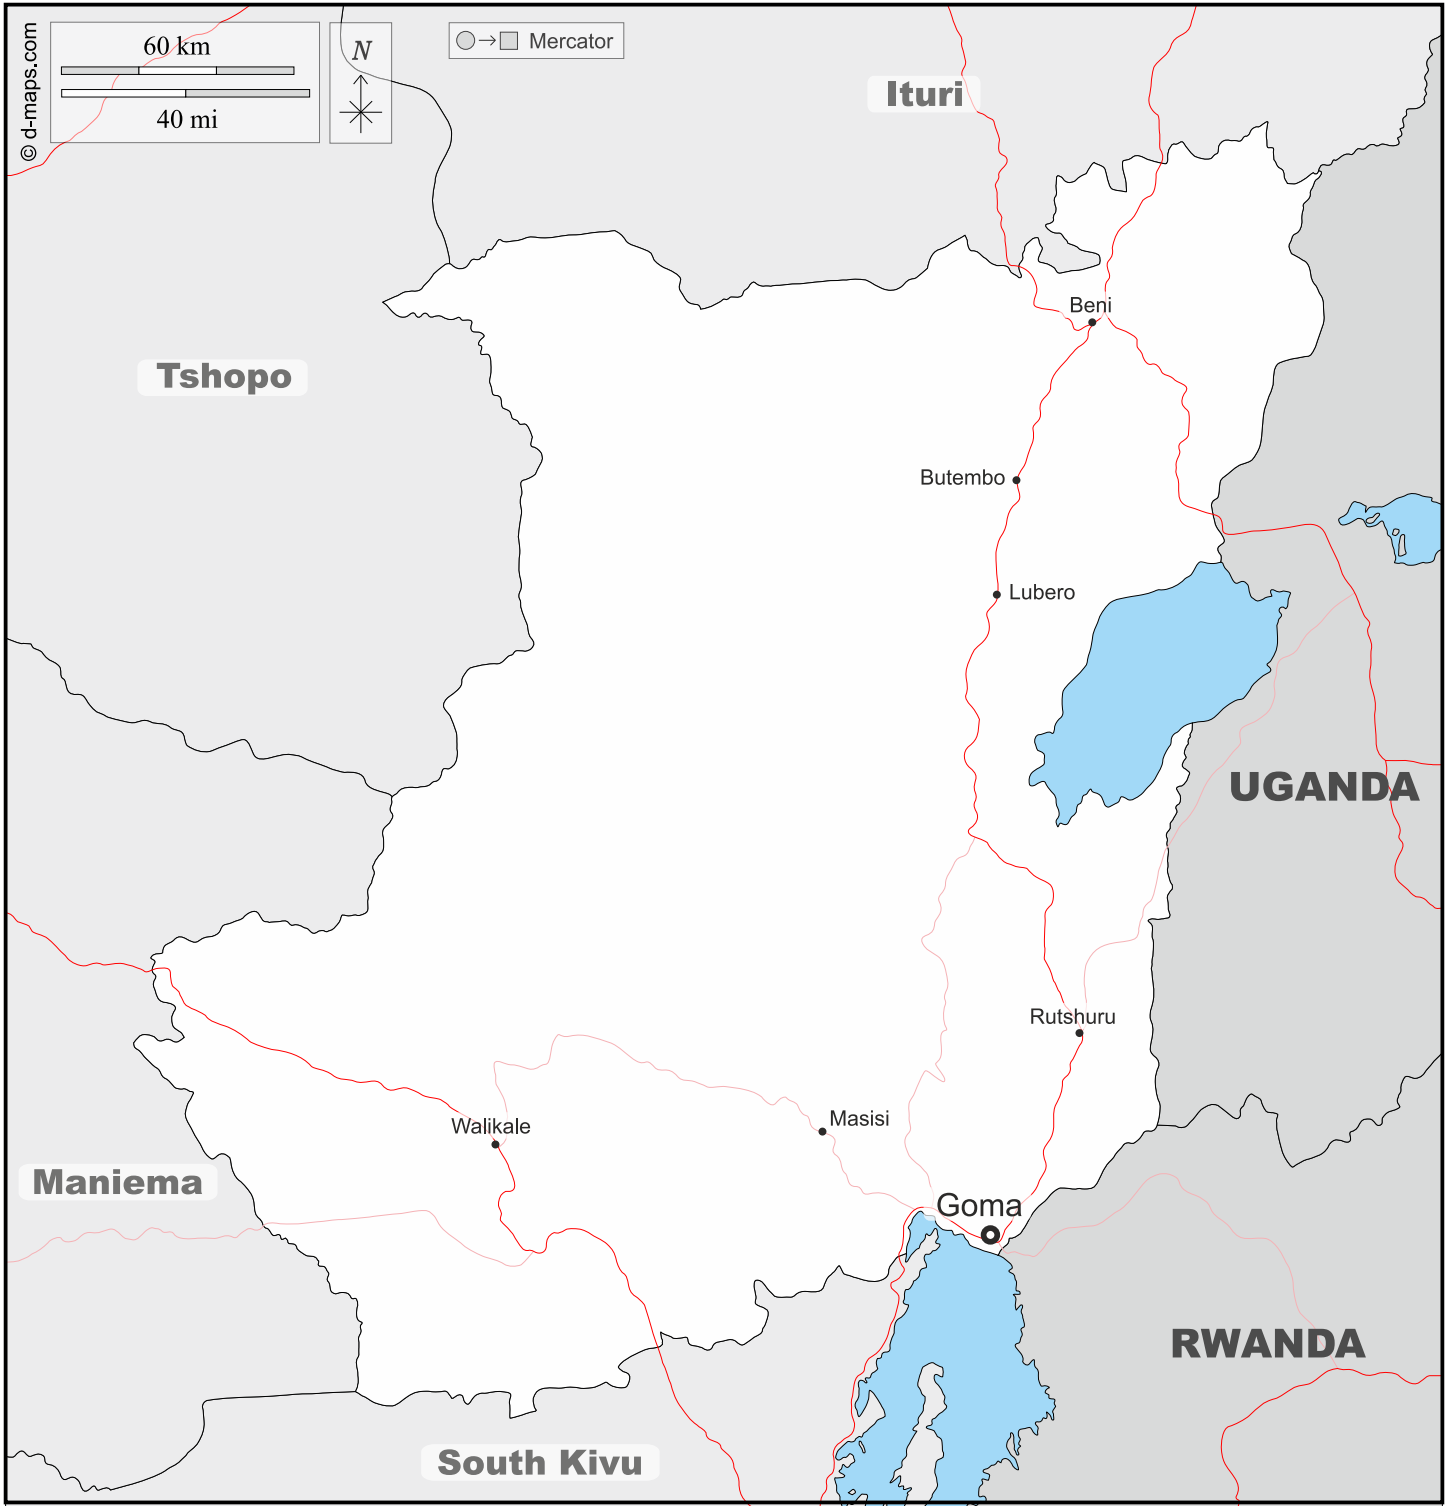 © d-maps.com
60 km
40 mi
N
Mercator
Ituri
Beni
Tshopo
Butembo
Lubero
UGANDA
Rutshuru
Masisi
Walikale
Maniema
Goma
RWANDA
South Kivu